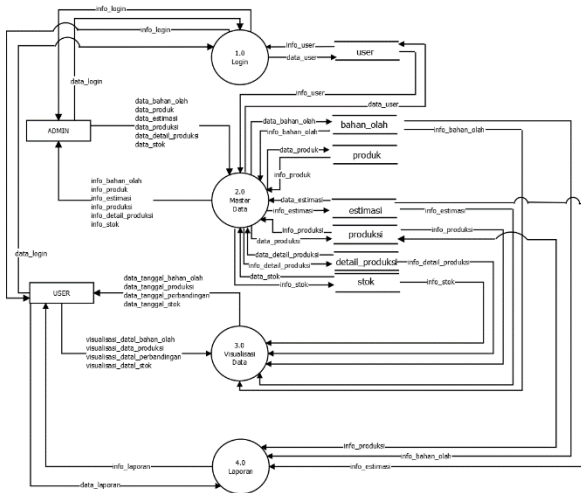 info_login
info_login
1.0
Login
info_user
data_user
user
data_login
info_user
data_user
ADMIN
data_bahan_olah
data_produk
data_estimasi
data_produksi
data_detail_produksi
data_stok
data_bahan_olah
info_bahan_olah
bahan_olah
info_bahan_olah
data_produk
info_produk
produk
info_bahan_olah
info_produk
info_estimasi
info_produksi
info_detail_produksi
info_stok
2.0
Master
Data
data_estimasi
info_estimasi
estimasi
info_estimasi
info_produksi
data_produksi
produksi
info_produksi
data_detail_produksi
info_detail_produksi
detail_produksi
info_detail_produksi
data_stok
info_stok
stok
info_stok
data_login
USER
data_tanggal_bahan_olah
data_tanggal_produksi
data_tanggal_perbandingan
data_tanggal_stok
visualisasi_datal_bahan_olah
visualisasi_data_produksi
visualisasi_datal_perbandingan
visualisasi_datal_stok
3.0
Visualisasi
Data
info_produksi
info_bahan_olah
info_estimasi
4.0
Laporan
info_laporan
data_laporan